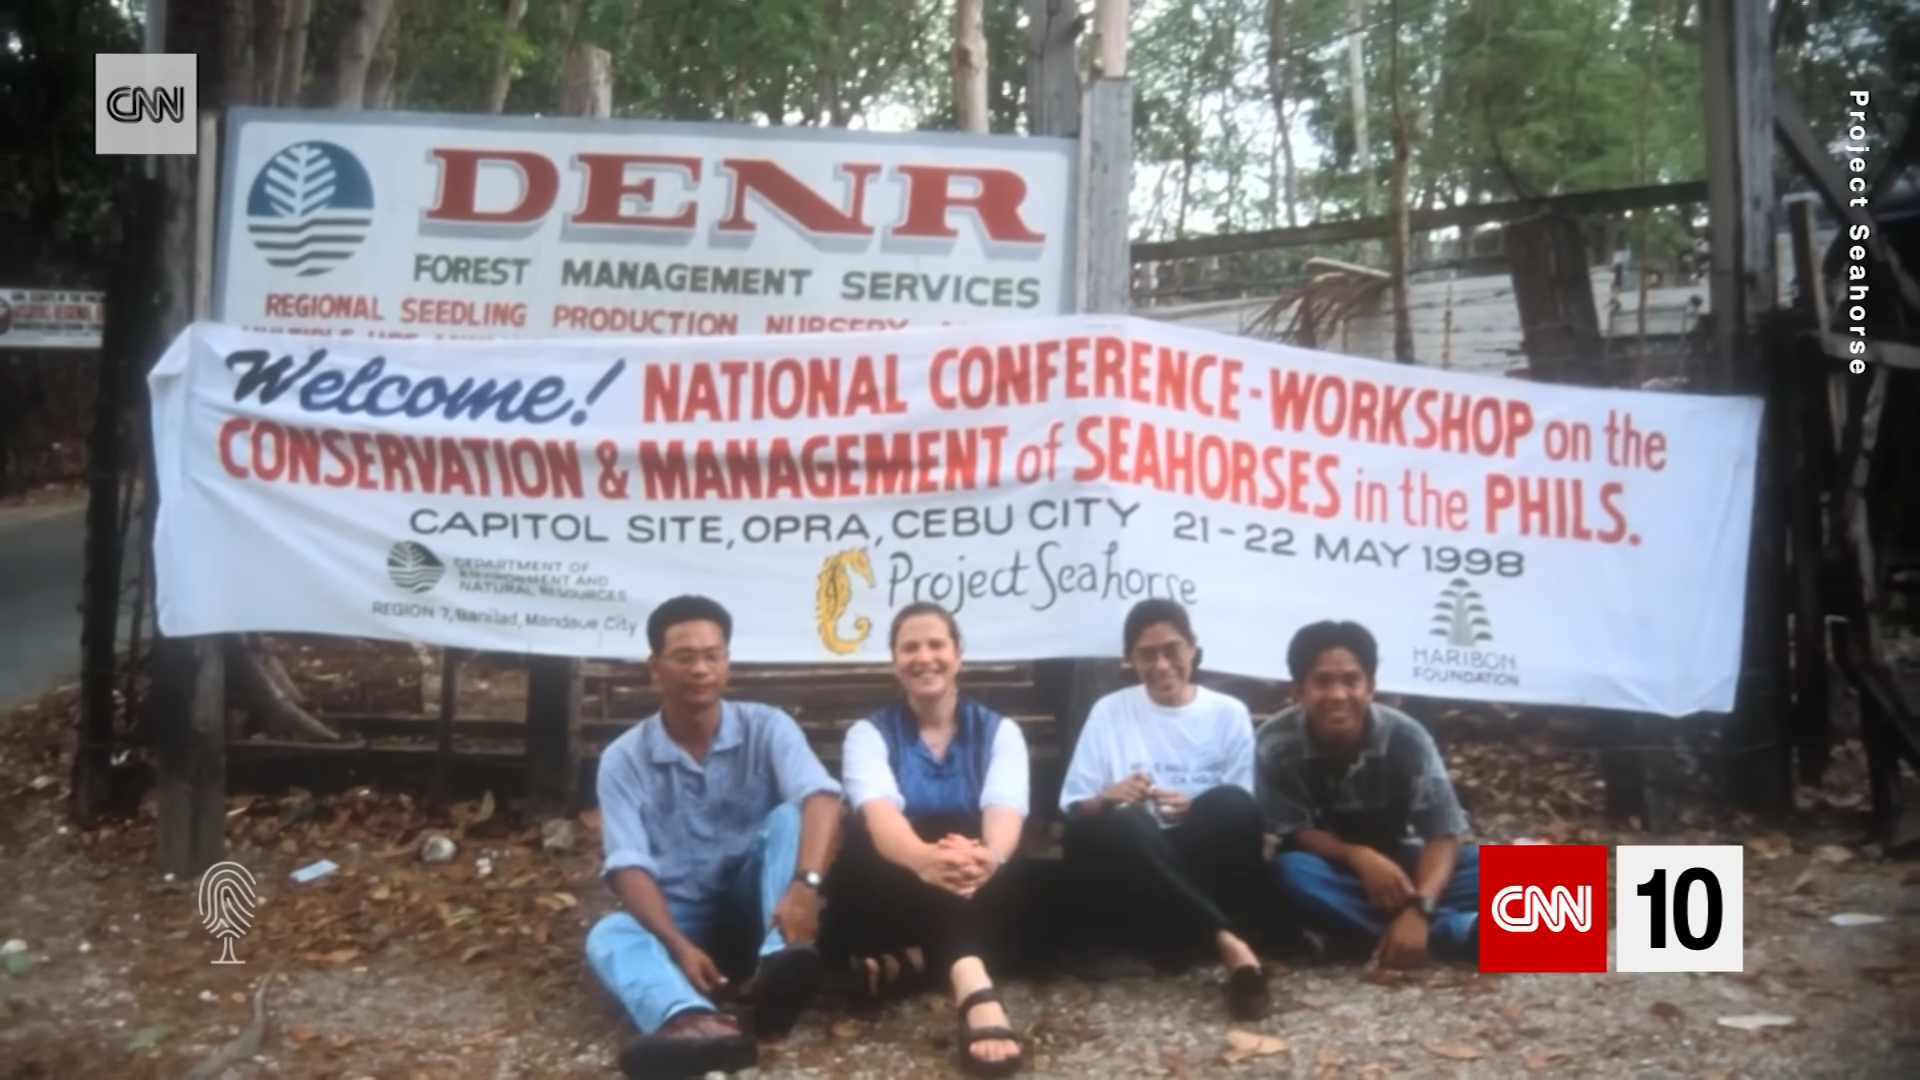 CNN
Project Seahorse
DENR
FOREST MANAGEMENT SERVICES
REGIONAL SEEDLING PRODUCTION NURSERY
Welcome! NATIONAL CONFERENCE-WORKSHOP on the
CONSERVATION & MANAGEMENT of SEAHORSES in the PHILS.
CAPITOL SITE, OPRA, CEBU CITY 21-22 MAY 1998
DEPARTMENT OF
ENVIRONMENT AND
NATURAL RESOURCES
REGION 7, Banilad, Mandaue City
Project Seahorse
HARIBON
FOUNDATION
CNN 10